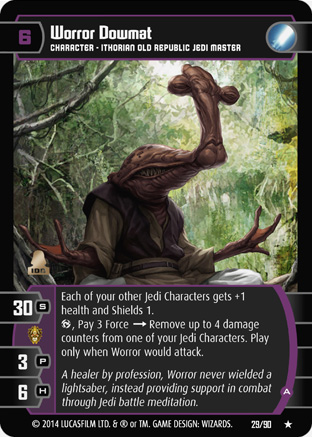 6
Worror Dowmat
CHARACTER - ITHORIAN OLD REPUBLIC JEDI MASTER
30 S
3 P
6 H
Each of your other Jedi Characters gets +1
health and Shields 1.
, Pay 3 Force → Remove up to 4 damage
counters from one of your Jedi Characters. Play
only when Worror would attack.
A healer by profession, Worror never wielded a
lightsaber, instead providing support in combat
through Jedi battle meditation.
A
© 2014 LUCASFILM LTD. & ® or TM. GAME DESIGN: WIZARDS.
29/90 ★